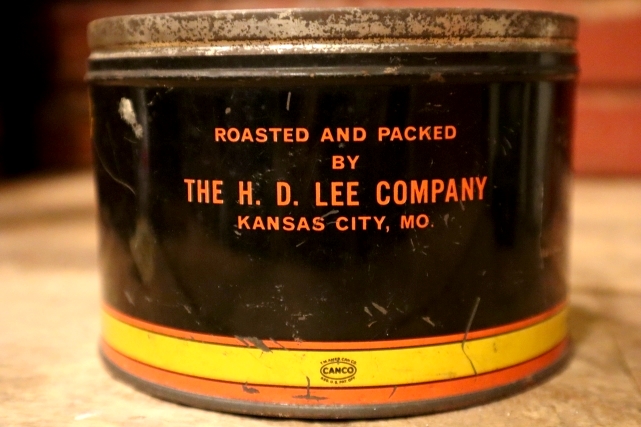 ROASTED AND PACKED
BY
THE H. D. LEE COMPANY
KANSAS CITY, MO.
CANCO